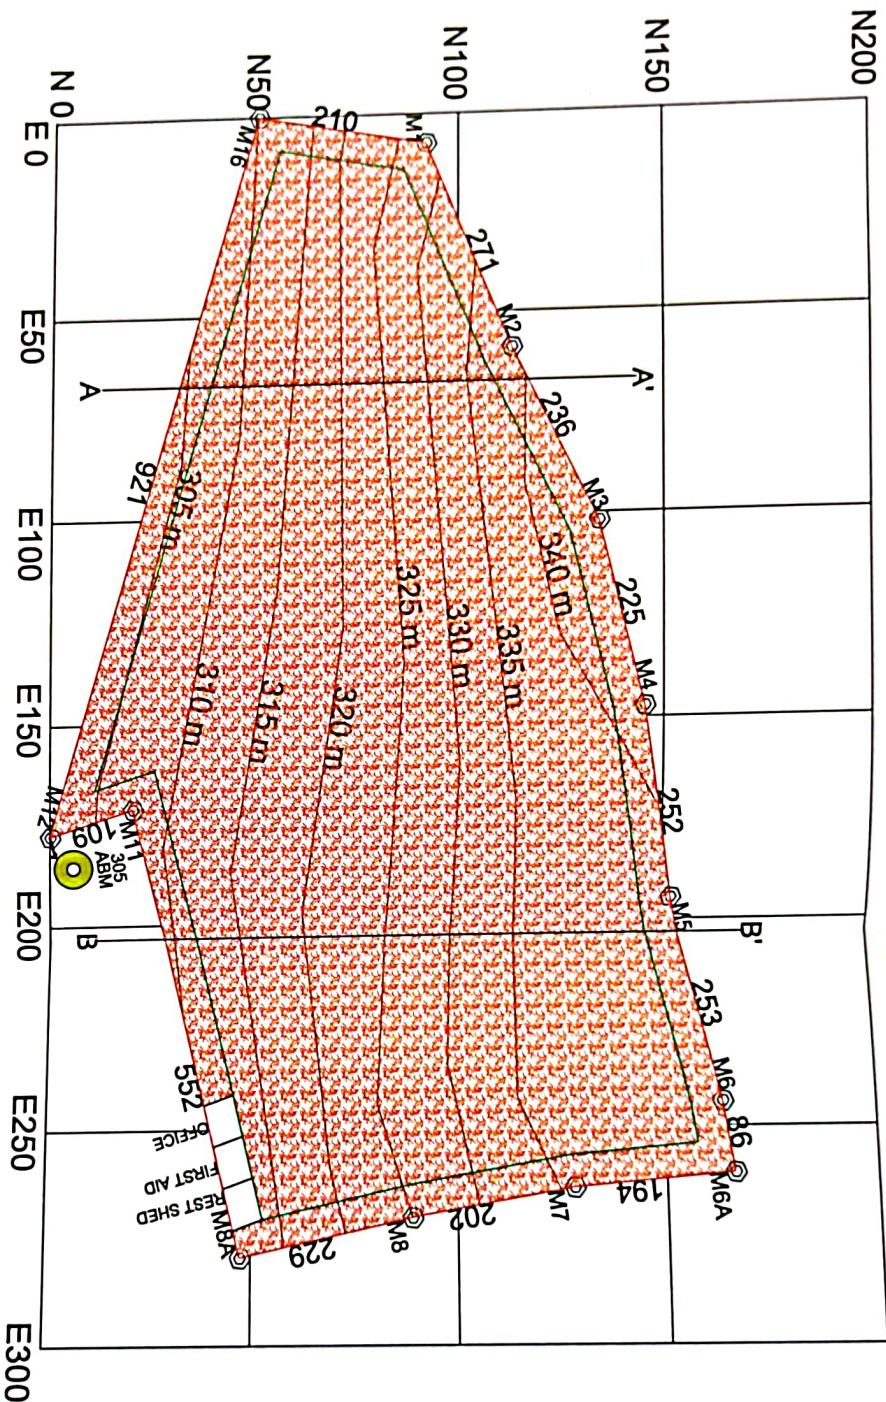 N200
N150
N100
N50
N 0
E 0
E50
E100
E150
E200
E250
E300
M16
210
M1
271
M2
236
M3
225
M4
252
M5
253
M6
86
M6A
194
M7
202
M8
229
M8A
552
M11
109
M12
921
A
A'
B
B'
305 m
310 m
315 m
320 m
325 m
330 m
335 m
340 m
305
ABM
OFFICE
FIRST AID
REST SHED